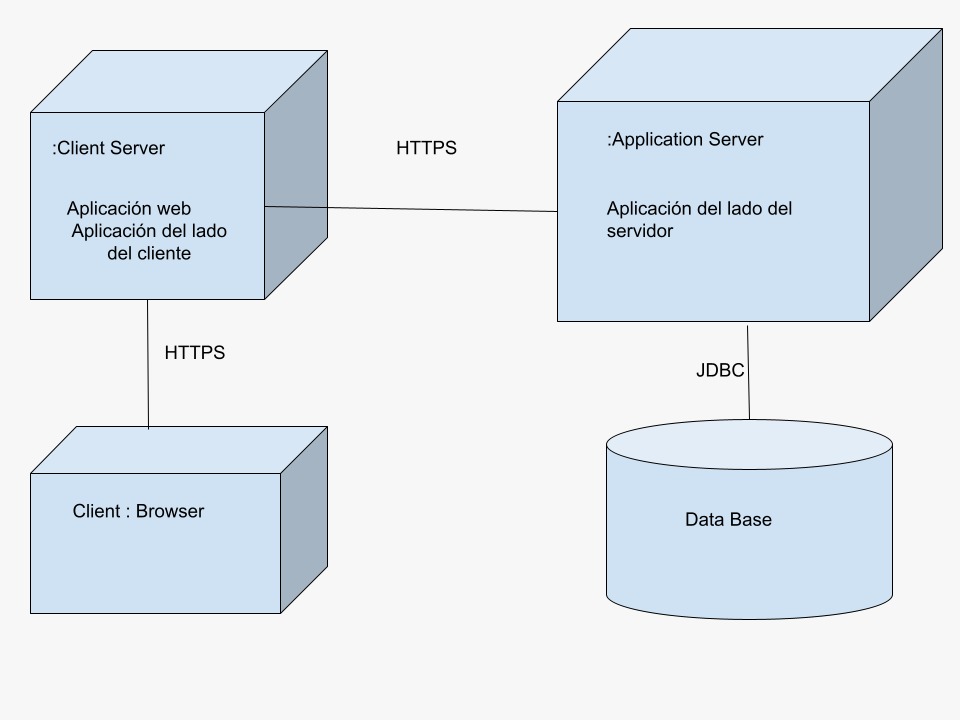 :Client Server
Aplicación web
Aplicación del lado
del cliente
HTTPS
:Application Server
Aplicación del lado del
servidor
HTTPS
JDBC
Client : Browser
Data Base